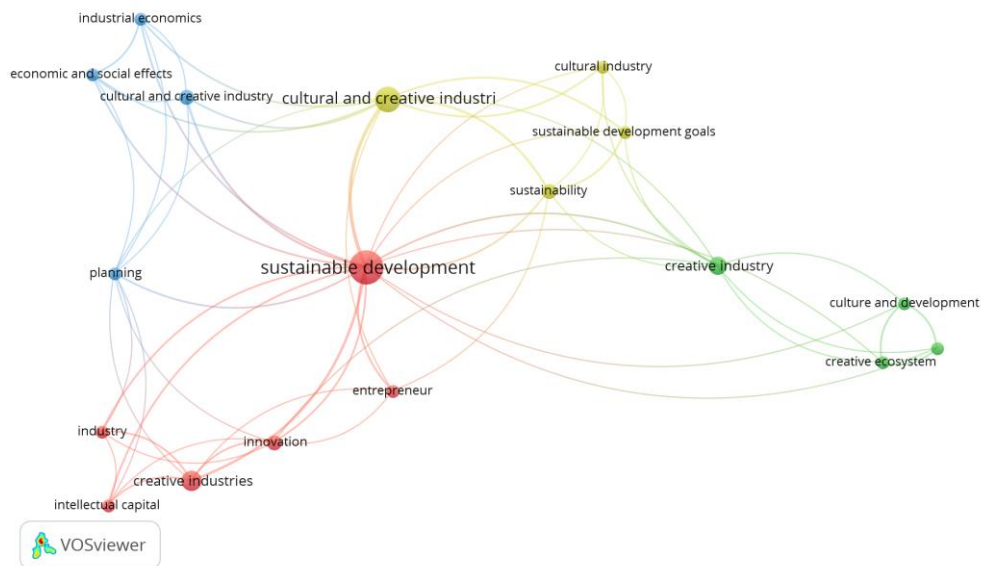 industrial economics
economic and social effects
cultural and creative industry
cultural and creative industri
cultural industry
sustainable development goals
sustainability
planning
sustainable development
creative industry
culture and development
creative ecosystem
entrepreneur
industry
innovation
creative industries
intellectual capital
VOSviewer